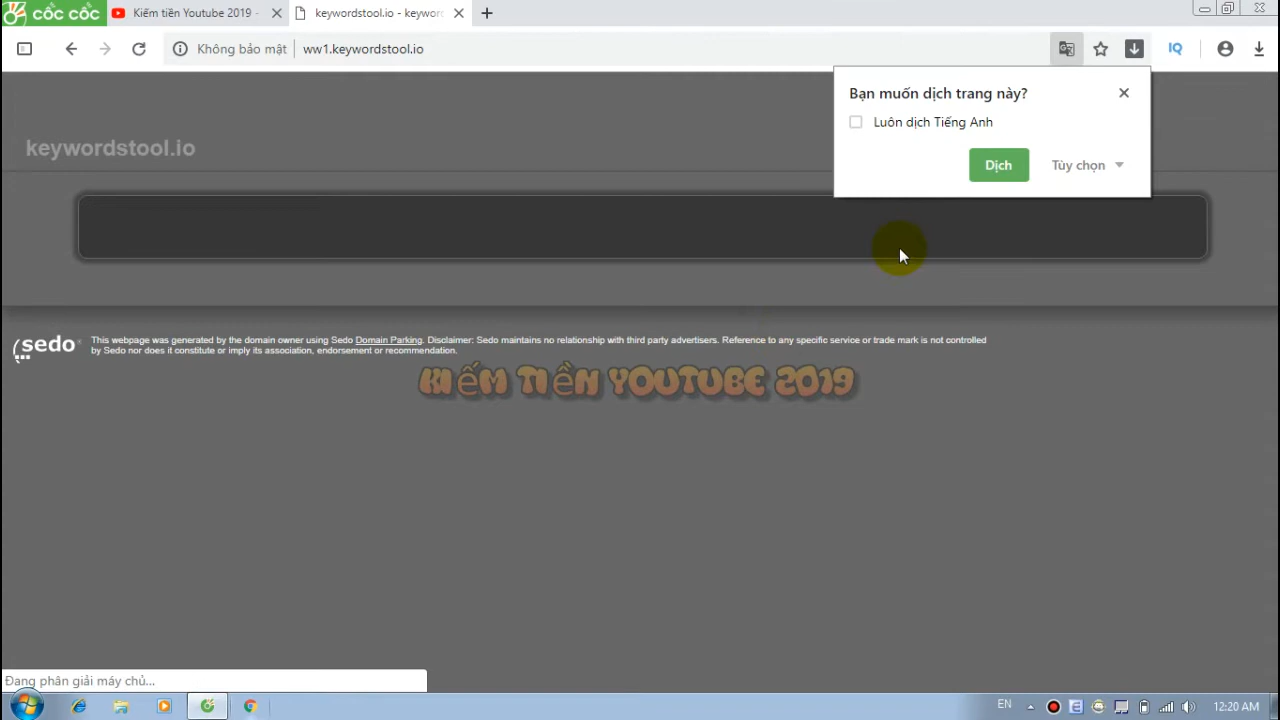 cốc cốc
Kiếm tiền Youtube 2019 -
keywordstool.io - keywor
Không bảo mật
ww1.keywordstool.io
IQ
Bạn muốn dịch trang này?
Luôn dịch Tiếng Anh
Dịch
Tùy chọn
keywordstool.io
sedo
This webpage was generated by the domain owner using Sedo Domain Parking. Disclaimer: Sedo maintains no relationship with third party advertisers. Reference to any specific service or trade mark is not controlled
by Sedo nor does it constitute or imply its association, endorsement or recommendation.
KIẾM TIỀN YOUTUBE 2019
Đang phân giải máy chủ...
EN
12:20 AM